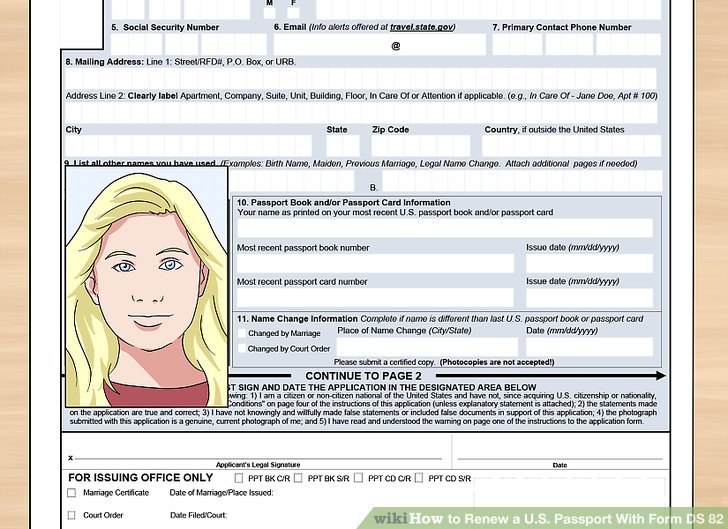 M F
5. Social Security Number 6. Email (Info alerts offered at travel.state.gov) 7. Primary Contact Phone Number
@
8. Mailing Address: Line 1: Street/RFD#, P.O. Box, or URB.
Address Line 2: Clearly label Apartment, Company, Suite, Unit, Building, Floor, In Care Of or Attention if applicable. (e.g., In Care Of - Jane Doe, Apt # 100)
City State Zip Code Country, if outside the United States
9. List all other names you have used. (Examples: Birth Name, Maiden, Previous Marriage, Legal Name Change. Attach additional pages if needed)
B.
10. Passport Book and/or Passport Card Information
Your name as printed on your most recent U.S. passport book and/or passport card
Most recent passport book number Issue date (mm/dd/yyyy)
Most recent passport card number Issue date (mm/dd/yyyy)
11. Name Change Information Complete if name is different than last U.S. passport book or passport card
Changed by Marriage Place of Name Change (City/State) Date (mm/dd/yyyy)
Changed by Court Order
Please submit a certified copy. (Photocopies are not accepted!)
CONTINUE TO PAGE 2
ST SIGN AND DATE THE APPLICATION IN THE DESIGNATED AREA BELOW
owing: 1) I am a citizen or non-citizen national of the United States and have not, since acquiring U.S. citizenship or nationality,
Conditions" on page four of the instructions of this application (unless explanatory statement is attached); 2) the statements made
on the application are true and correct; 3) I have not knowingly and willfully made false statements or included false documents in support of this application; 4) the photograph
submitted with this application is a genuine, current photograph of me; and 5) I have read and understood the warning on page one of the instructions to the application form.
x
Applicant's Legal Signature Date
FOR ISSUING OFFICE ONLY PPT BK C/R PPT BK S/R PPT CD C/R PPT CD S/R
Marriage Certificate Date of Marriage/Place Issued:
Court Order Date Filed/Court:
wikiHow to Renew a U.S. Passport With Form DS 82